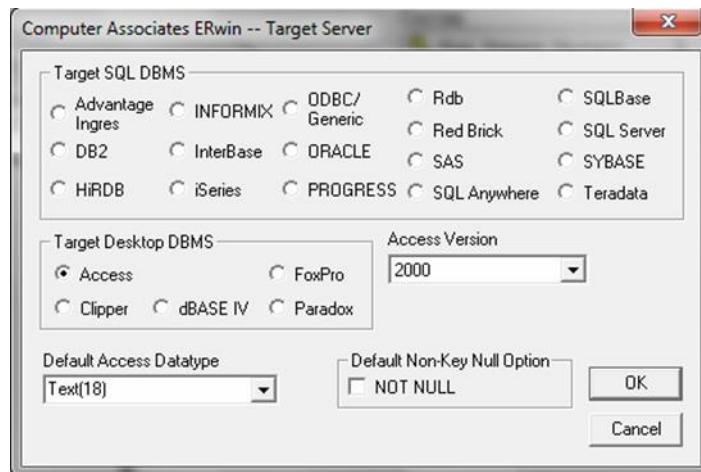 Computer Associates ERwin -- Target Server
Target SQL DBMS
Advantage Ingres
INFORMIX
ODBC/ Generic
Rdb
SQLBase
DB2
InterBase
ORACLE
Red Brick
SQL Server
HiRDB
iSeries
PROGRESS
SAS
SYBASE
SQL Anywhere
Teradata
Target Desktop DBMS
Access
FoxPro
Clipper
dBASE IV
Paradox
Access Version
2000
Default Access Datatype
Text(18)
Default Non-Key Null Option
NOT NULL
OK
Cancel